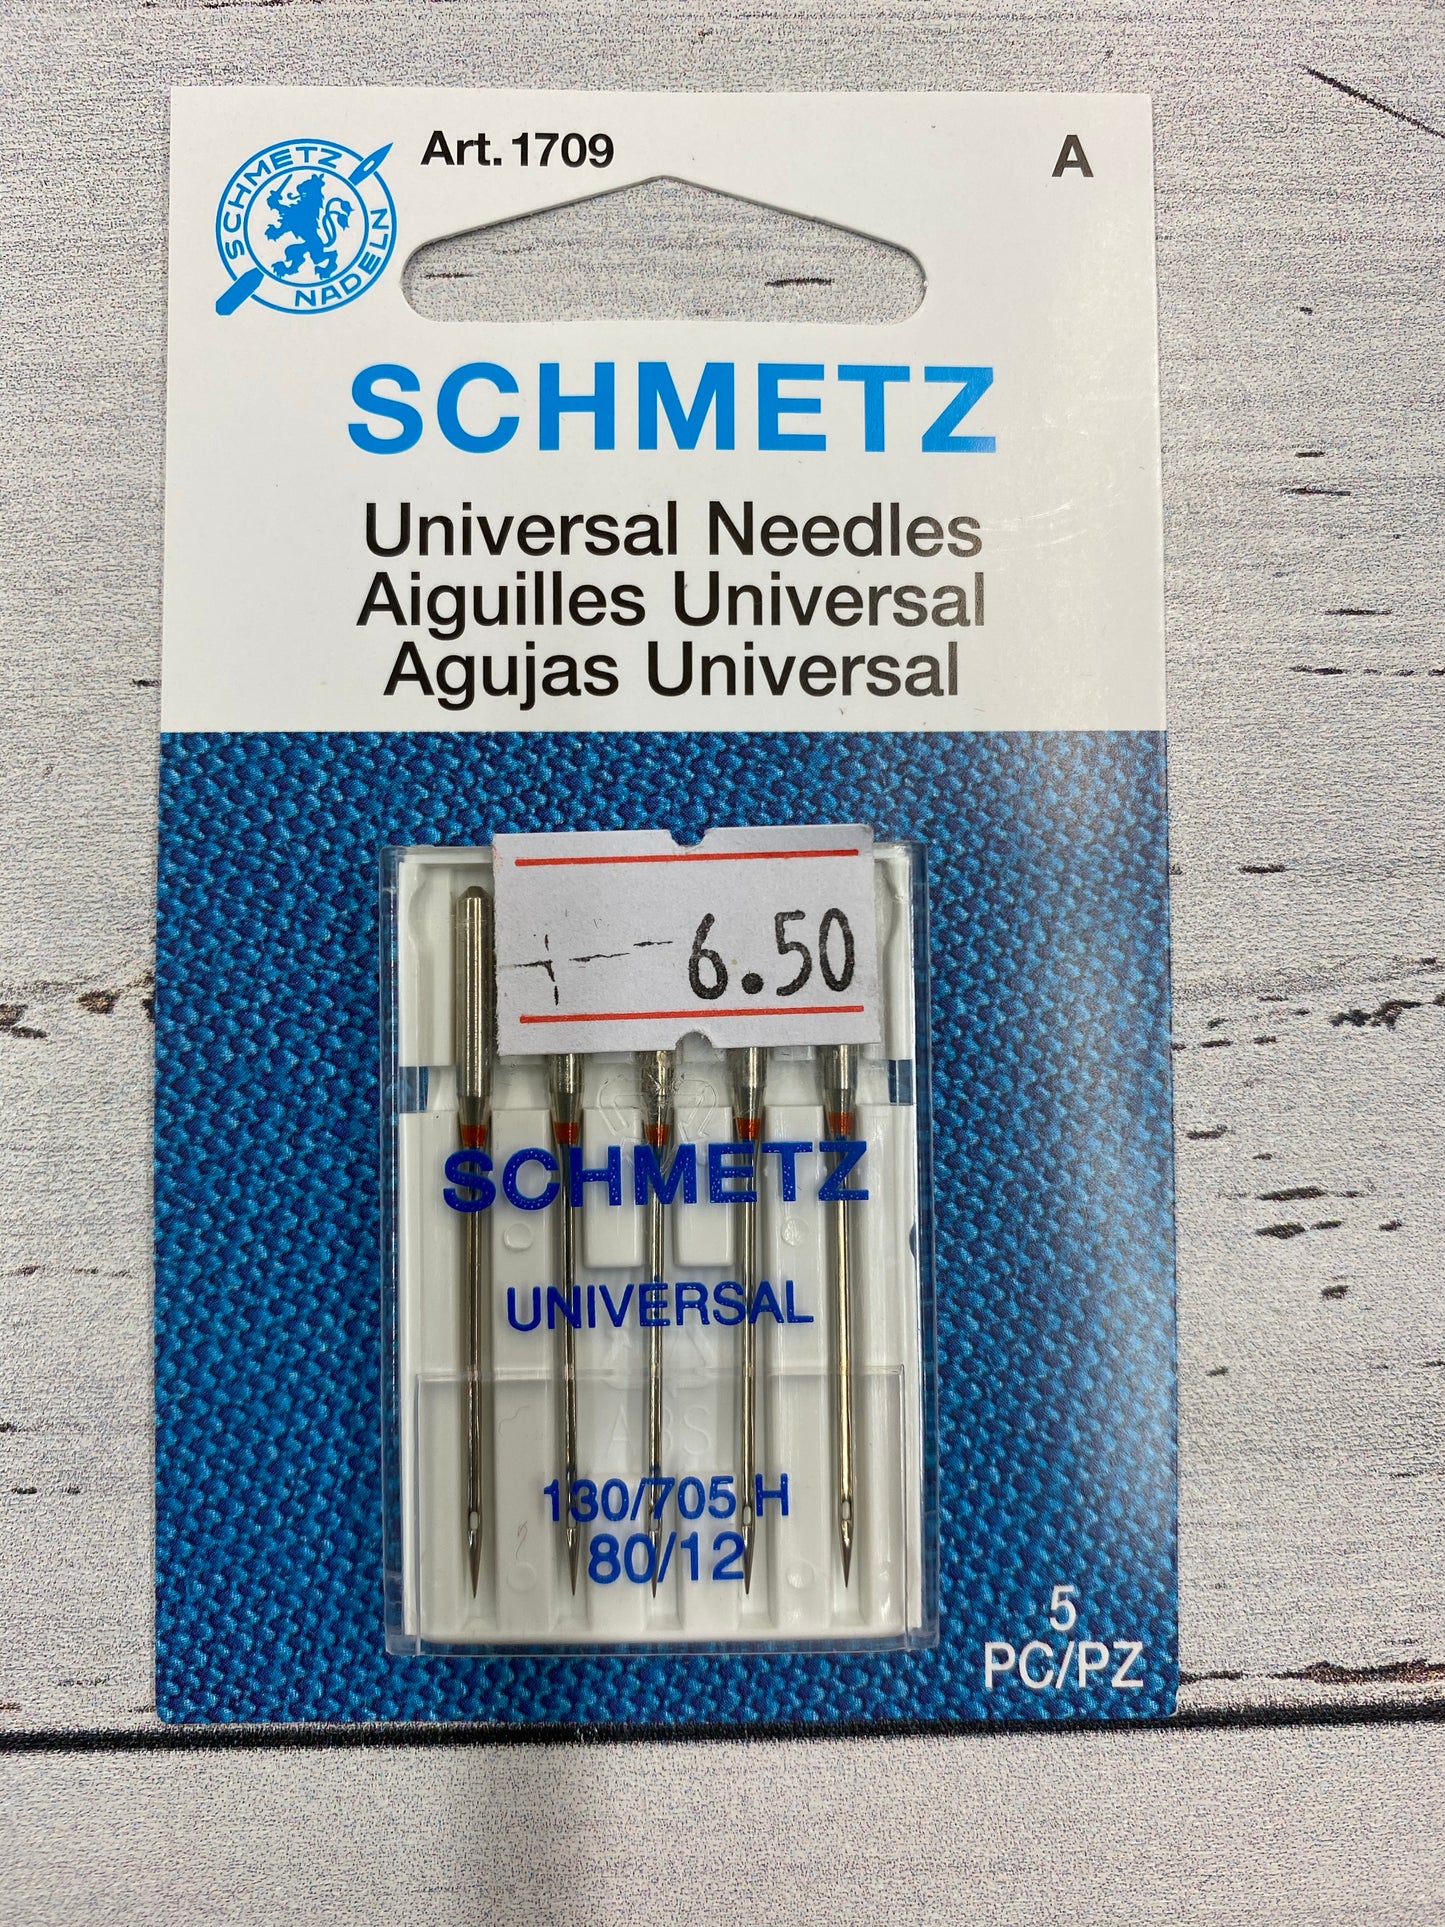 SCHMETZ
NADELN
Art. 1709
A
SCHMETZ
Universal Needles
Aiguilles Universal
Agujas Universal
6.50
SCHMETZ
UNIVERSAL
ABS
130/705 H
80/12
5
PC/PZ